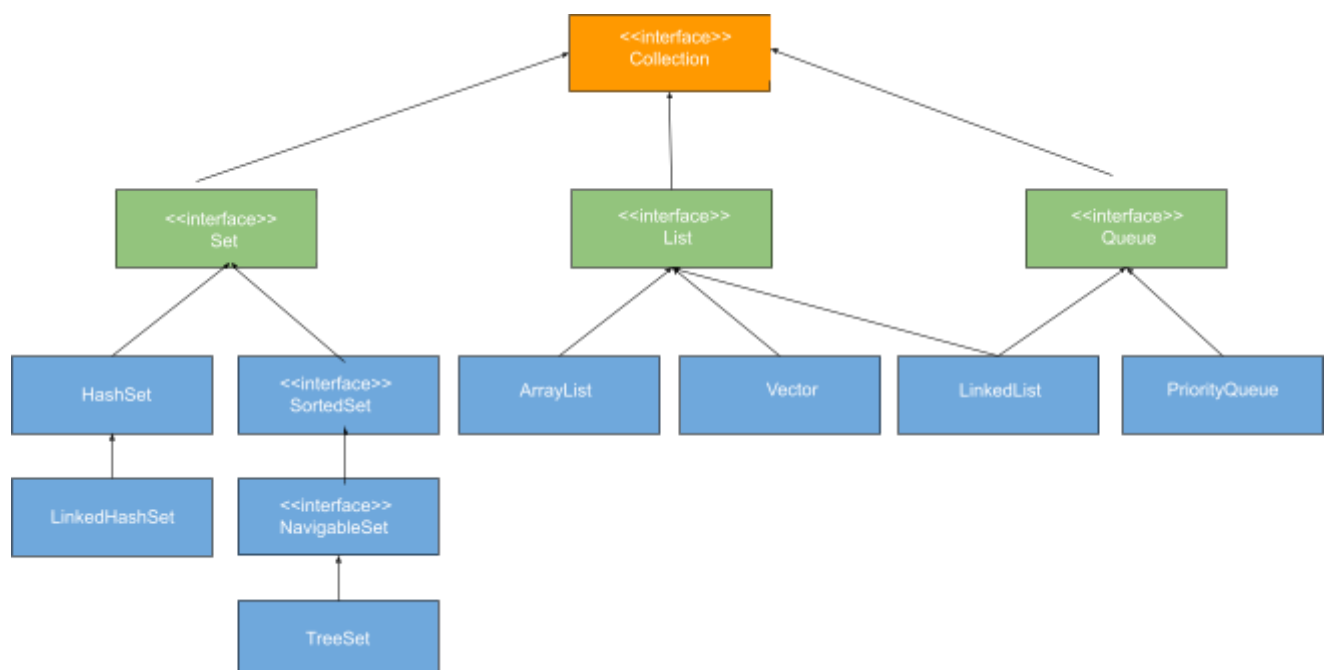 <<interface>>
Collection
<<interface>>
Set
<<interface>>
List
<<interface>>
Queue
HashSet
<<interface>>
SortedSet
ArrayList
Vector
LinkedList
PriorityQueue
LinkedHashSet
<<interface>>
NavigableSet
TreeSet